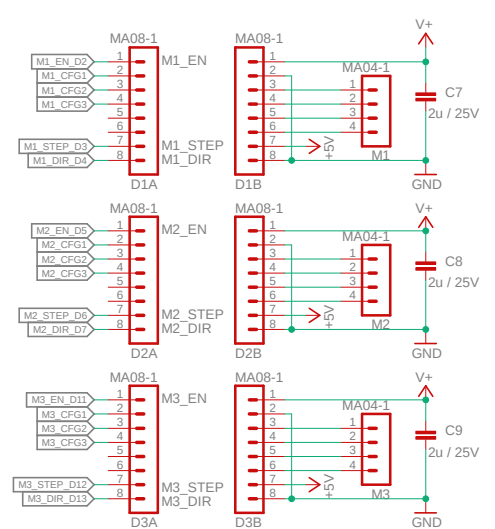 V+
MA08-1 MA08-1
M1_EN_D2 1 M1_EN 1
M1_CFG1 2 2 MA04-1
M1_CFG2 3 3 1 C7
M1_CFG3 4 4 2
5 5 3 2u / 25V
6 6 4
M1_STEP_D3 7 M1_STEP 7 +5V
M1_DIR_D4 8 M1_DIR 8 M1
D1A D1B GND
V+
MA08-1 MA08-1
M2_EN_D5 1 M2_EN 1
M2_CFG1 2 2 MA04-1
M2_CFG2 3 3 1 C8
M2_CFG3 4 4 2
5 5 3 2u / 25V
6 6 4
M2_STEP_D6 7 M2_STEP 7 +5V
M2_DIR_D7 8 M2_DIR 8 M2
D2A D2B GND
V+
MA08-1 MA08-1
M3_EN_D11 1 M3_EN 1
M3_CFG1 2 2 MA04-1
M3_CFG2 3 3 1 C9
M3_CFG3 4 4 2
5 5 3 2u / 25V
6 6 4
M3_STEP_D12 7 M3_STEP 7 +5V
M3_DIR_D13 8 M3_DIR 8 M3
D3A D3B GND